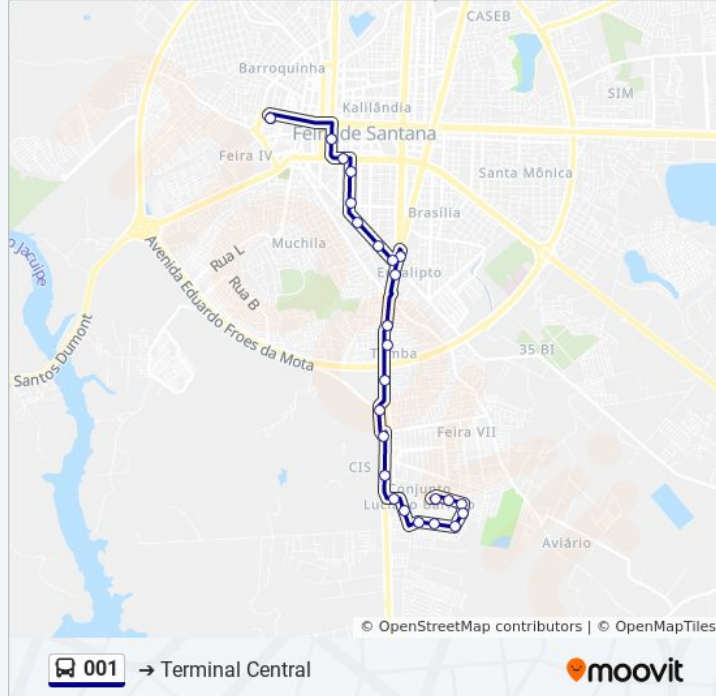 CASEB
Barroquinha
SIM
Kalilândia
Feira de Santana
Feira IV
Santa Mônica
Brasília
Muchila
Rua L
Rua B
Eucalipto
Avenida Eduardo Froes da Mota
Santos Dumont
o Jacuípe
Tomba
35 BI
Feira VII
CIS
Conjunto
Aviário
© OpenStreetMap contributors | © OpenMapTiles
001 → Terminal Central
moovit